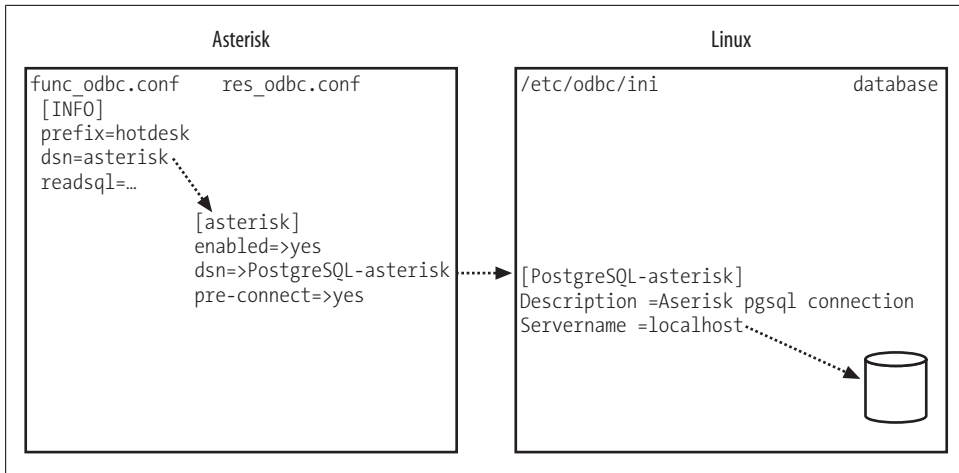 Asterisk
Linux
func_odbc.conf res_odbc.conf
[INFO]
prefix=hotdesk
dsn=asterisk
readsql=…
[asterisk]
enabled=>yes
dsn=>PostgreSQL-asterisk
pre-connect=>yes
/etc/odbc/ini database
[PostgreSQL-asterisk]
Description =Aserisk pgsql connection
Servername =localhost